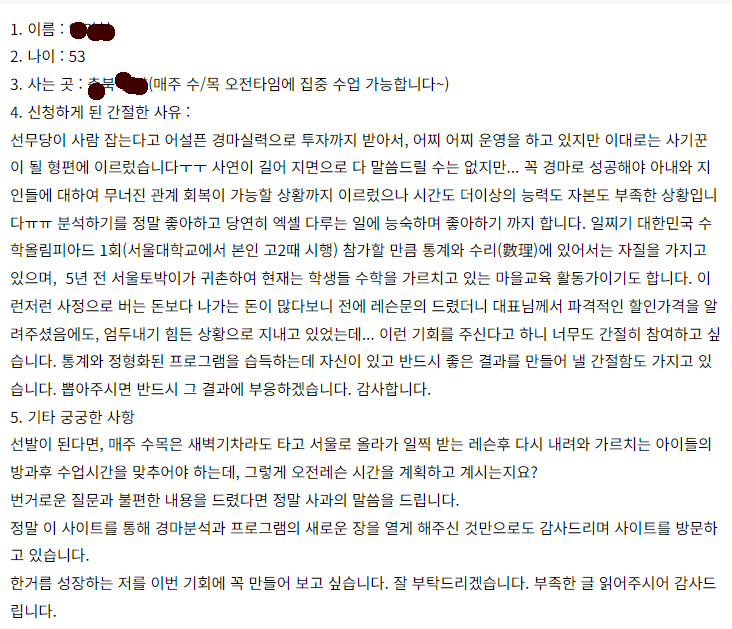 1. 이름 :
2. 나이 : 53
3. 사는 곳 : 충북 (매주 수/목 오전타임에 집중 수업 가능합니다~)
4. 신청하게 된 간절한 사유 :
선무당이 사람 잡는다고 어설픈 경마실력으로 투자까지 받아서, 어찌 어찌 운영을 하고 있지만 이대로는 사기꾼
이 될 형편에 이르렀습니다ㅜㅜ 사연이 길어 지면으로 다 말씀드릴 수는 없지만... 꼭 경마로 성공해야 아내와 지
인들에 대하여 무너진 관계 회복이 가능할 상황까지 이르렀으나 시간도 더이상의 능력도 자본도 부족한 상황입니
다ㅠㅠ 분석하기를 정말 좋아하고 당연히 엑셀 다루는 일에 능숙하며 좋아하기 까지 합니다. 일찌기 대한민국 수
학올림피아드 1회(서울대학교에서 본인 고2때 시행) 참가할 만큼 통계와 수리(數理)에 있어서는 자질을 가지고
있으며, 5년 전 서울토박이가 귀촌하여 현재는 학생들 수학을 가르치고 있는 마을교육 활동가이기도 합니다. 이
런저런 사정으로 버는 돈보다 나가는 돈이 많다보니 전에 레슨문의 드렸더니 대표님께서 파격적인 할인가격을 알
려주셨음에도, 엄두내기 힘든 상황으로 지내고 있었는데... 이런 기회를 주신다고 하니 너무도 간절히 참여하고 싶
습니다. 통계와 정형화된 프로그램을 습득하는데 자신이 있고 반드시 좋은 결과를 만들어 낼 간절함도 가지고 있
습니다. 뽑아주시면 반드시 그 결과에 부응하겠습니다. 감사합니다.
5. 기타 궁금한 사항
선발이 된다면, 매주 수목은 새벽기차라도 타고 서울로 올라가 일찍 받는 레슨후 다시 내려와 가르치는 아이들의
방과후 수업시간을 맞추어야 하는데, 그렇게 오전레슨 시간을 계획하고 계시는지요?
번거로운 질문과 불편한 내용을 드렸다면 정말 사과의 말씀을 드립니다.
정말 이 사이트를 통해 경마분석과 프로그램의 새로운 장을 열게 해주신 것만으로도 감사드리며 사이트를 방문하
고 있습니다.
한거름 성장하는 저를 이번 기회에 꼭 만들어 보고 싶습니다. 잘 부탁드리겠습니다. 부족한 글 읽어주시어 감사드
립니다.